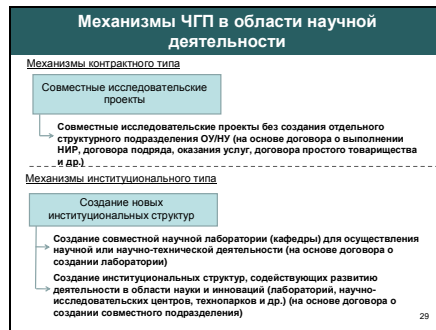 Механизмы ЧГП в области научной
деятельности
Механизмы контрактного типа
Совместные исследовательские
проекты
Совместные исследовательские проекты без создания отдельного
структурного подразделения ОУ/НУ (на основе договора о выполнении
НИР, договора подряда, оказания услуг, договора простого товарищества
и др.)
Механизмы институционального типа
Создание новых
институциональных структур
Создание совместной научной лаборатории (кафедры) для осуществления
научной или научно-технической деятельности (на основе договора о
создании лаборатории)
Создание институциональных структур, содействующих развитию
деятельности в области науки и инноваций (лабораторий, научно-
исследовательских центров, технопарков и др.) (на основе договора о
создании совместного подразделения)
29